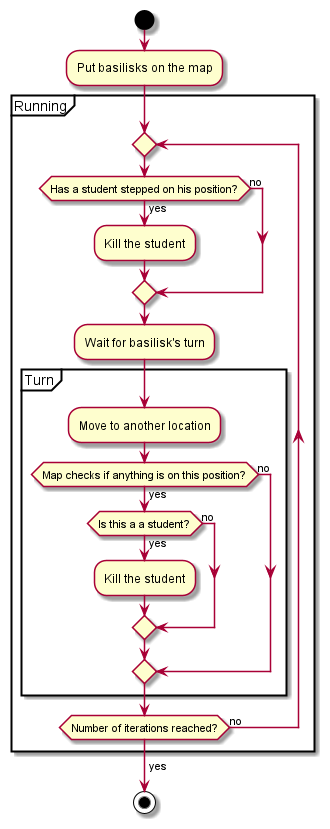 Put basilisks on the map
Running
Has a student stepped on his position?
no
yes
Kill the student
Wait for basilisk's turn
Turn
Move to another location
Map checks if anything is on this position?
no
yes
Is this a a student?
no
yes
Kill the student
Number of iterations reached?
no
yes